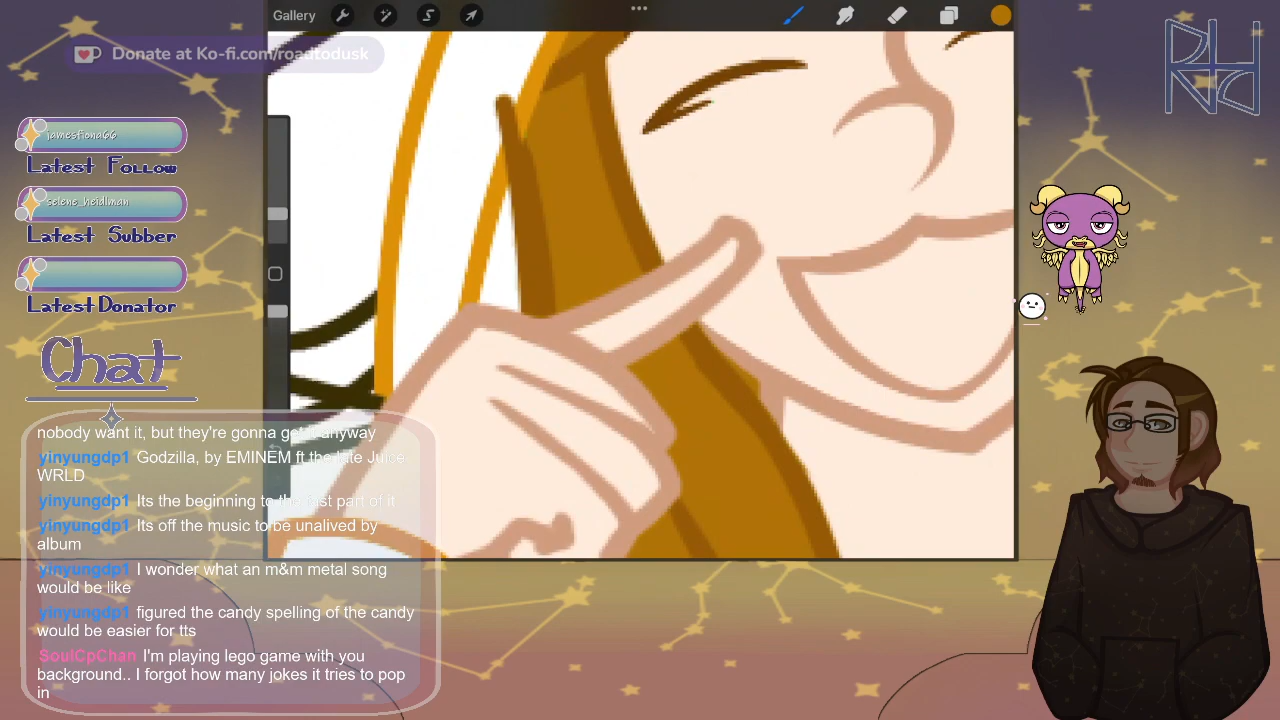 Gallery
Donate at Ko-fi.com/roadtodusk
RtD
jamesfiona66
Latest Follow
selene_heidlman
Latest Subber
Latest Donator
Chat
nobody want it, but they're gonna get anyway
yinyungdp1 Godzilla, by EMINEM ft the late Juice
WRLD
yinyungdp1 Its the beginning to the fast part of it
yinyungdp1 Its off the music to be unalived by
album
yinyungdp1 I wonder what an m&m metal song
would be like
yinyungdp1 figured the candy spelling of the candy
would be easier for tts
SoulCpChan I'm playing lego game with you
background.. I forgot how many jokes it tries to pop
in